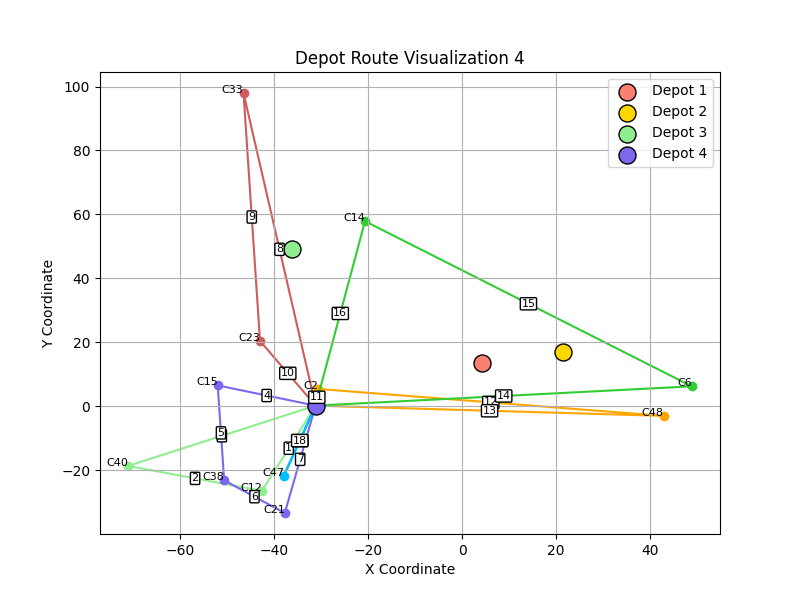 Depot Route Visualization 4
Depot 1
Depot 2
Depot 3
Depot 4
Y Coordinate
100
80
60
40
20
0
−20
C33
9
8
C14
15
16
C23
10
C15
4
C2
11
12
14
13
C6
C48
5
18
1
7
C40
2
C38
C47
C12
6
C21
−60
−40
−20
0
20
40
X Coordinate